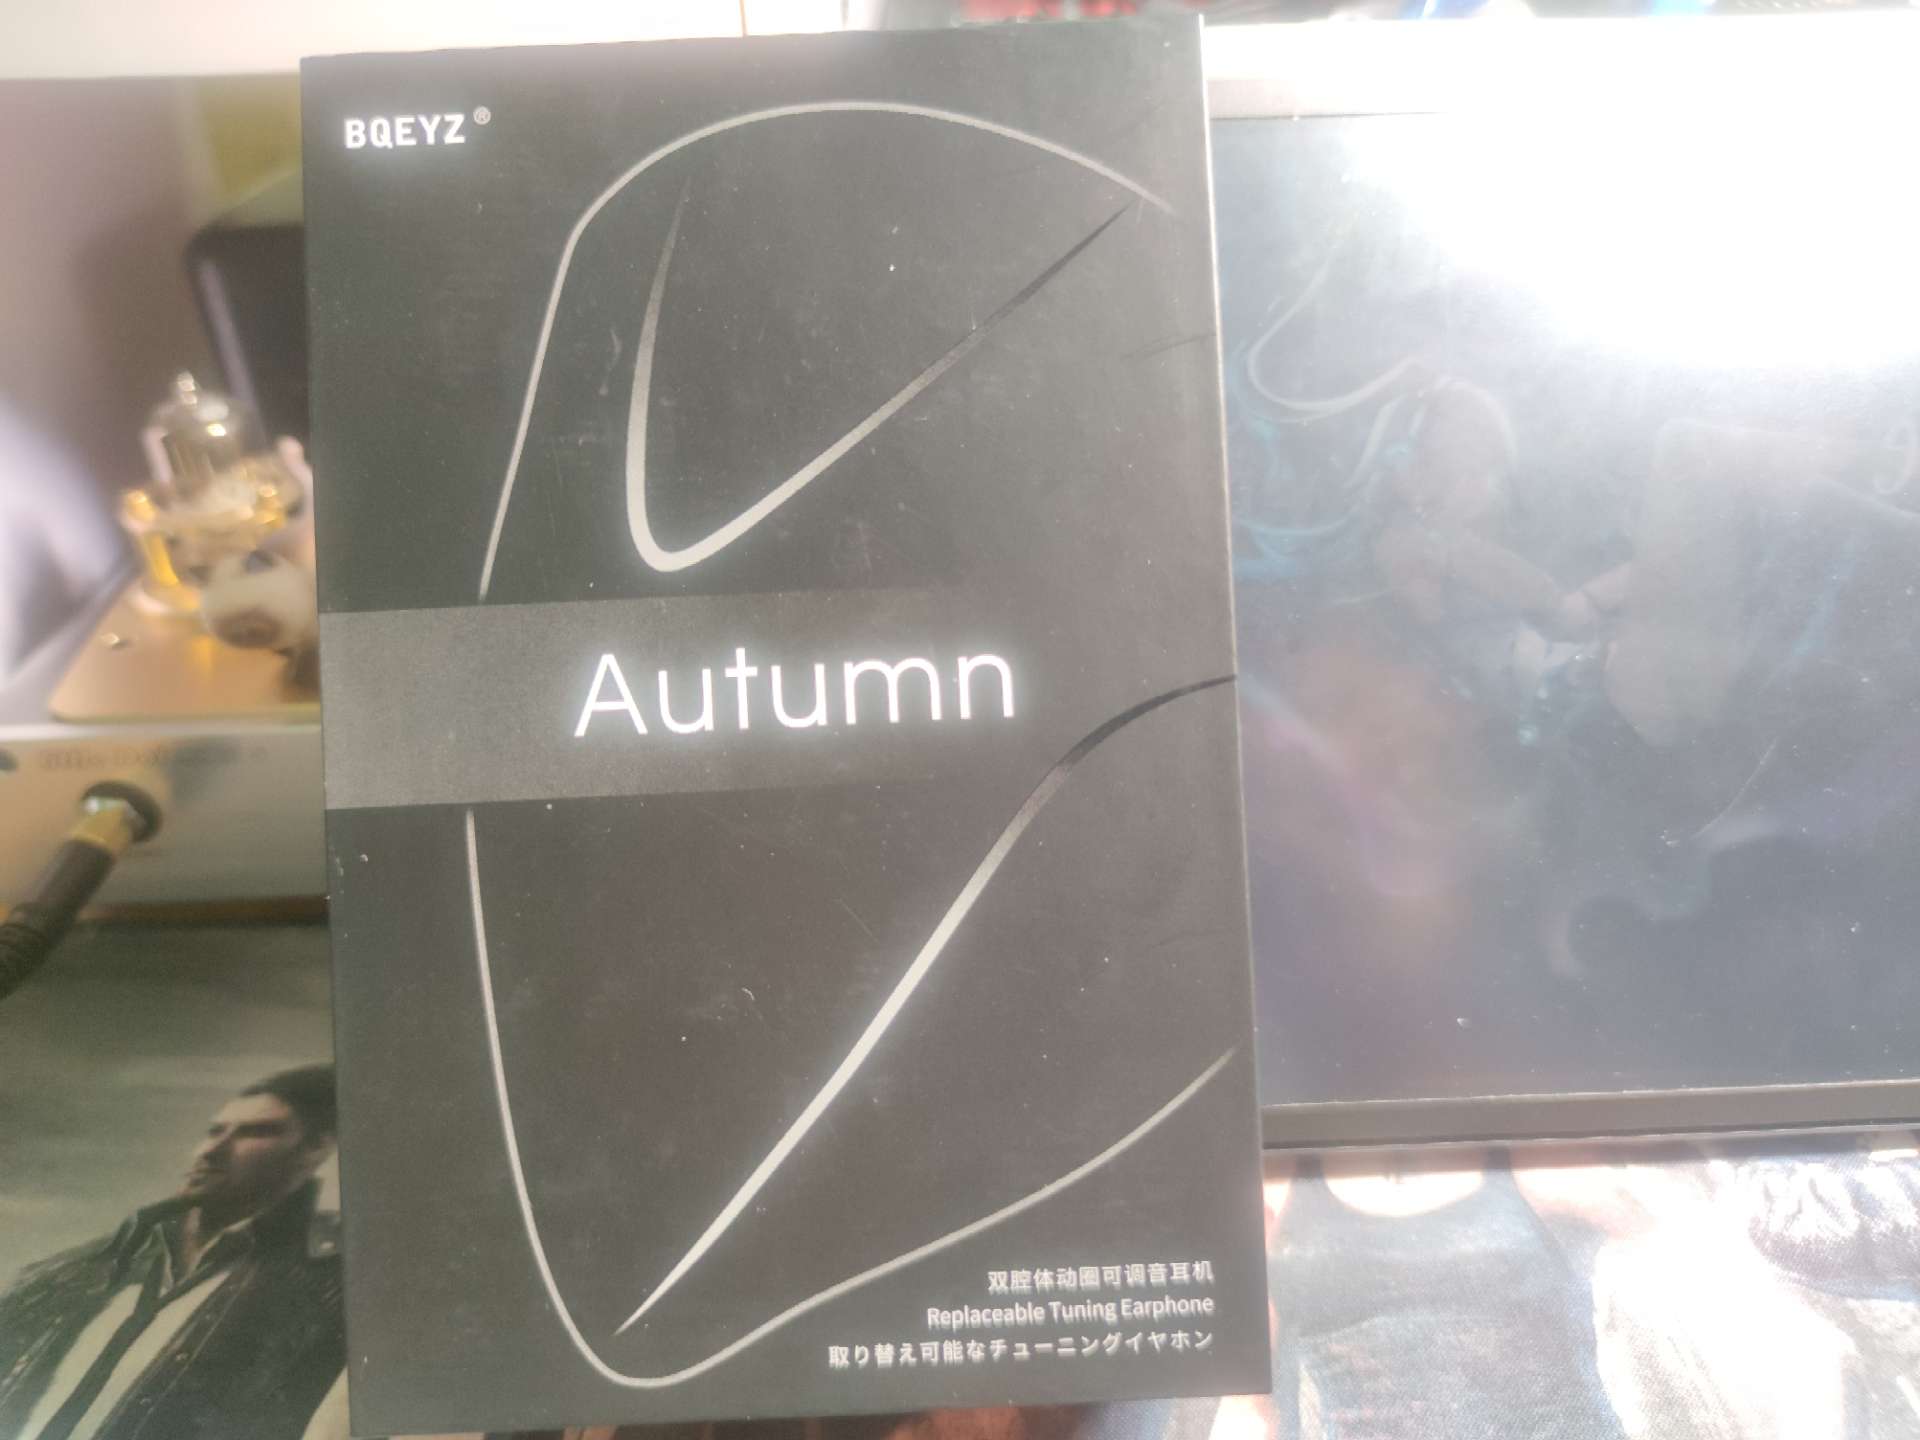 BQEYZ®
Autumn
双腔体动圈可调音耳机
Replaceable Tuning Earphone
取り替え可能なチューニングイヤホン